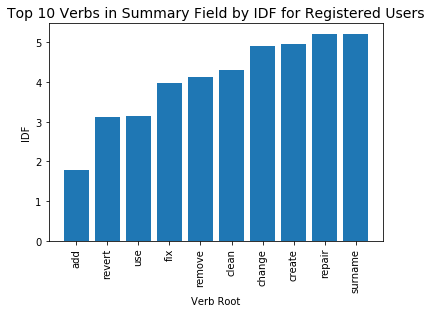 Top 10 Verbs in Summary Field by IDF for Registered Users
5
4
3
2
1
0
IDF
add
revert
use
fix
remove
clean
change
create
repair
surname
Verb Root